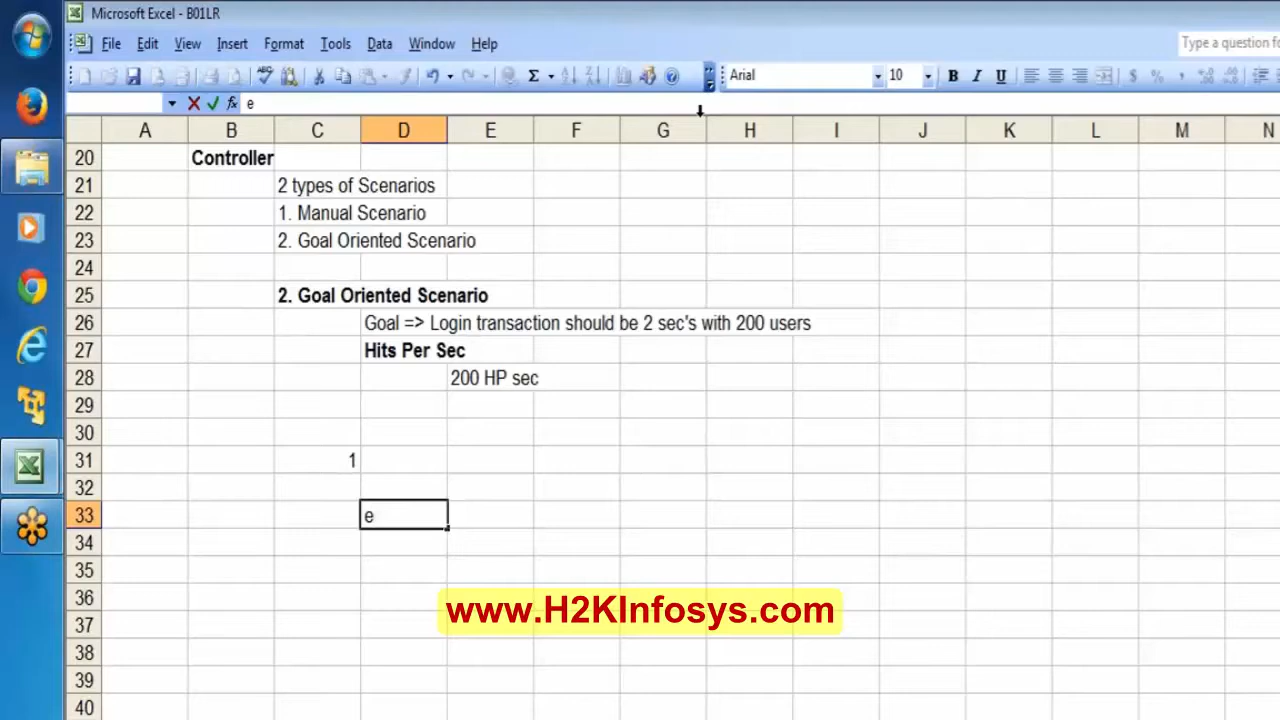 Microsoft Excel - B01LR
File Edit View Insert Format Tools Data Window Help
Type a question fo
Arial 10 B I U $ % ,
fx e
A B C D E F G H I J K L M N
20 Controller
21 2 types of Scenarios
22 1. Manual Scenario
23 2. Goal Oriented Scenario
24
25 2. Goal Oriented Scenario
26 Goal => Login transaction should be 2 sec's with 200 users
27 Hits Per Sec
28 200 HP sec
29
30
31 1
32
33 e
34
35
36
www.H2KInfosys.com
37
38
39
40